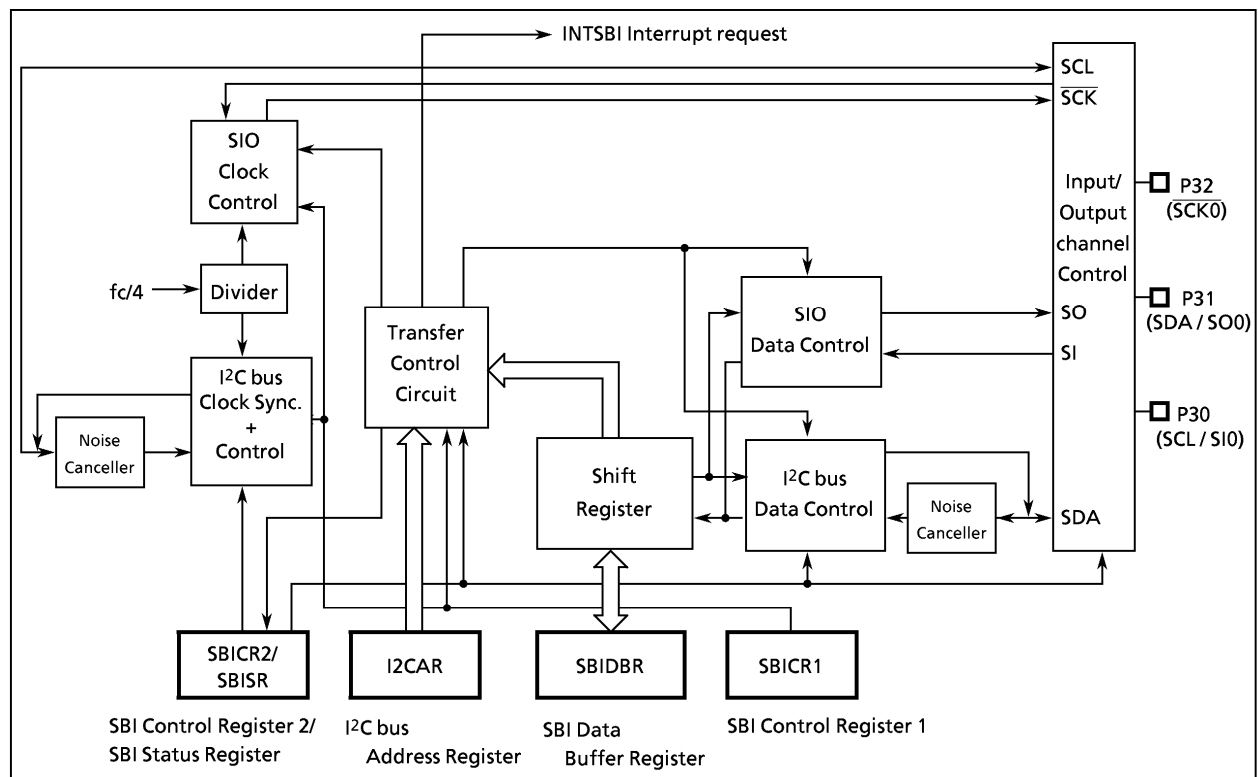 INTSBI Interrupt request
SCL
SCK
SIO
Clock
Control
Input/
Output
channel
Control
P32
(SCK0)
fc/4
Divider
P31
(SDA / SO0)
Transfer
Control
Circuit
SIO
Data Control
SO
SI
I²C bus
Clock Sync.
+
Control
Noise
Canceller
P30
(SCL / SI0)
Shift
Register
I²C bus
Data Control
Noise
Canceller
SDA
SBICR2/
SBISR
I2CAR
SBIDBR
SBICR1
SBI Control Register 2/
SBI Status Register
I²C bus
Address Register
SBI Data
Buffer Register
SBI Control Register 1